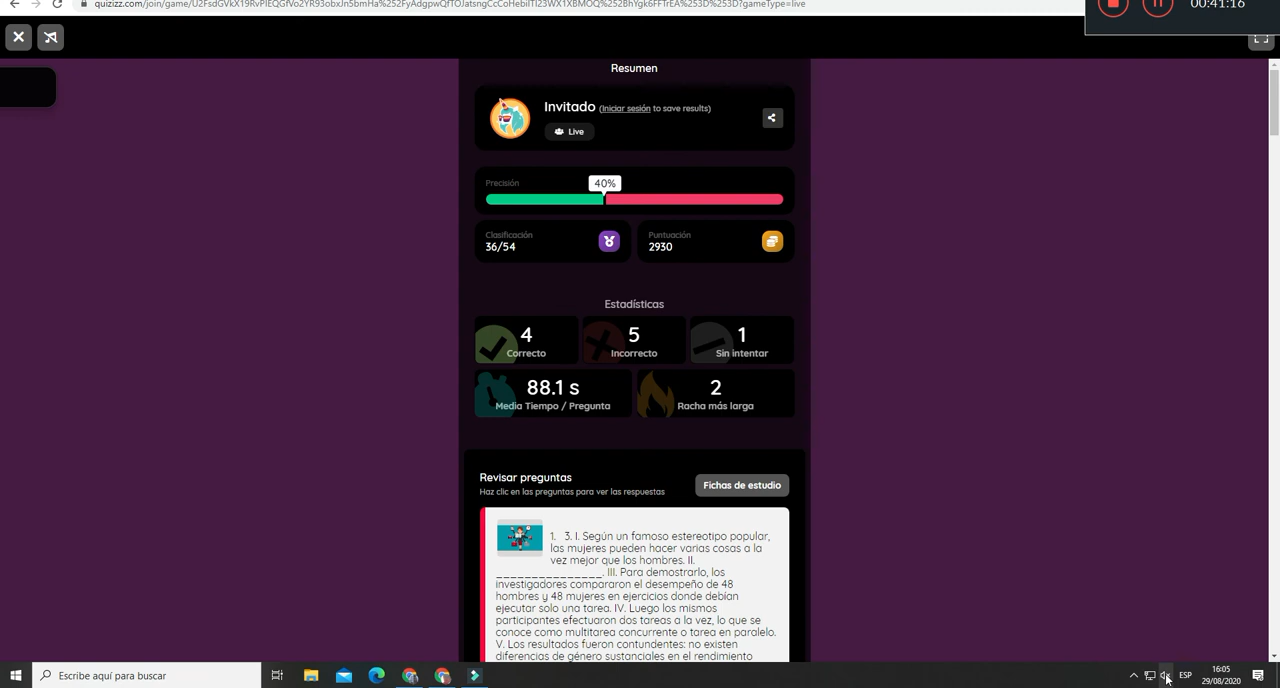 quizizz.com/join/game/U2FsdGVkX19RvPIEQGfVo2YR93obxJn5bmHa%252FyAdgpwQfTOJatsngCcCoHebiITI23WX1XBMOQ%252BhYgk6FFTrEA%253D%253D?gameType=live
00:41:16
Resumen
Invitado (Iniciar sesión to save results)
Live
Precisión
40%
Clasificación
36/54
Puntuación
2930
Estadísticas
4
Correcto
5
Incorrecto
1
Sin intentar
88.1 s
Media Tiempo / Pregunta
2
Racha más larga
Revisar preguntas
Haz clic en las preguntas para ver las respuestas
Fichas de estudio
1. 3. I. Según un famoso estereotipo popular,
las mujeres pueden hacer varias cosas a la
vez mejor que los hombres. II.
________________. III. Para demostrarlo, los
investigadores compararon el desempeño de 48
hombres y 48 mujeres en ejercicios donde debían
ejecutar solo una tarea. IV. Luego los mismos
participantes efectuaron dos tareas a la vez, lo que se
conoce como multitarea concurrente o tarea en paralelo.
V. Los resultados fueron contundentes: no existen
diferencias de género sustanciales en el rendimiento
Escribe aquí para buscar
ESP
16:05
29/08/2020